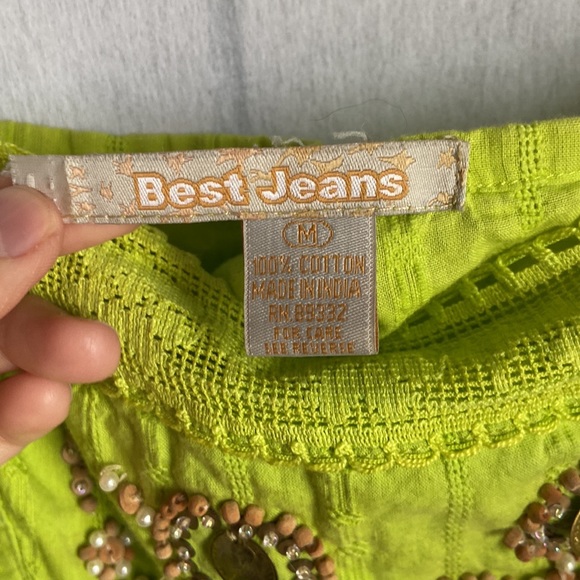 Best Jeans
M
100% COTTON
MADE IN INDIA
RN 89332
FOR CARE
SEE REVERSE